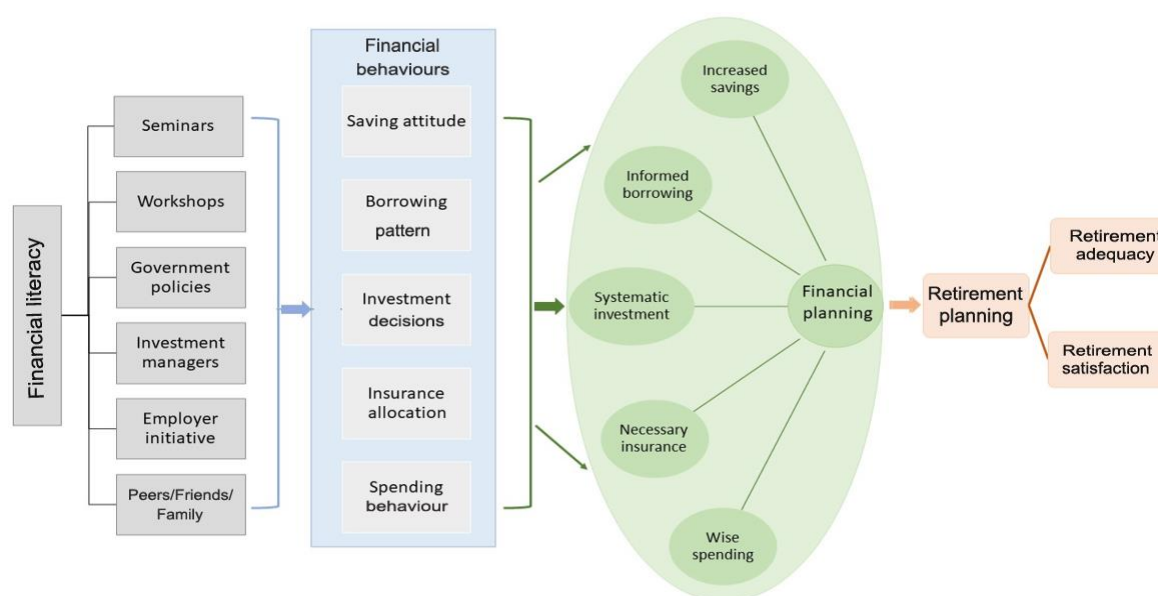 Financial literacy
Seminars
Workshops
Government
policies
Investment
managers
Employer
initiative
Peers/Friends/
Family
Financial
behaviours
Saving attitude
Borrowing
pattern
Investment
decisions
Insurance
allocation
Spending
behaviour
Increased
savings
Informed
borrowing
Systematic
investment
Necessary
insurance
Wise
spending
Financial
planning
Retirement
planning
Retirement
adequacy
Retirement
satisfaction